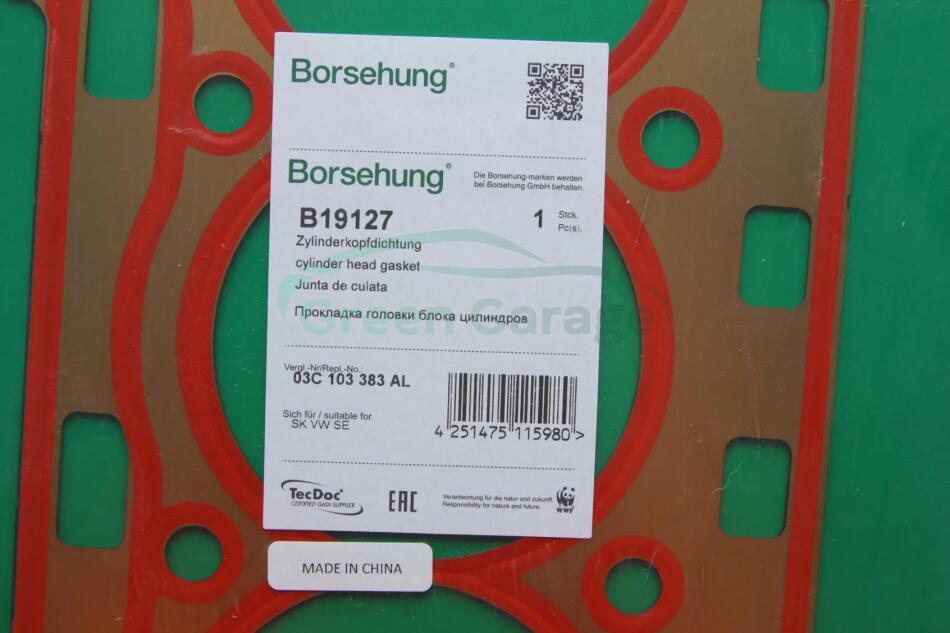 Borsehung®
Borsehung®
Die Borsehung-marken werden
bei Borsehung GmbH behalten.
B19127
1 Stck.
Pc(s).
Zylinderkopfdichtung
cylinder head gasket
Junta de culata
Прокладка головки блока цилиндров
Green Garage
Vergl.-Nr/Repl.-No.:
03C 103 383 AL
Sich für / suitable for
SK VW SE
4 251475 115980 >
TecDoc®
CERTIFIED DATA SUPPLIER
EAC
Verantwortung für die natur und zukunft.
Responsibility for nature and future.
WWF
MADE IN CHINA